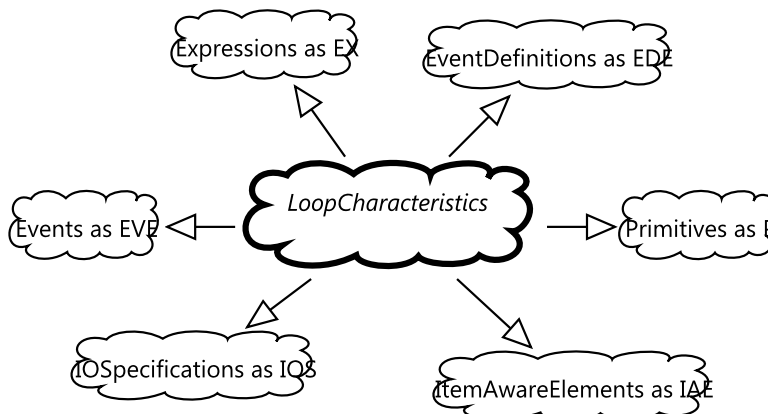 Expressions as EX
EventDefinitions as EDE
LoopCharacteristics
Events as EVE
Primitives as
IOSpecifications as IOS
ItemAwareElements as IAE